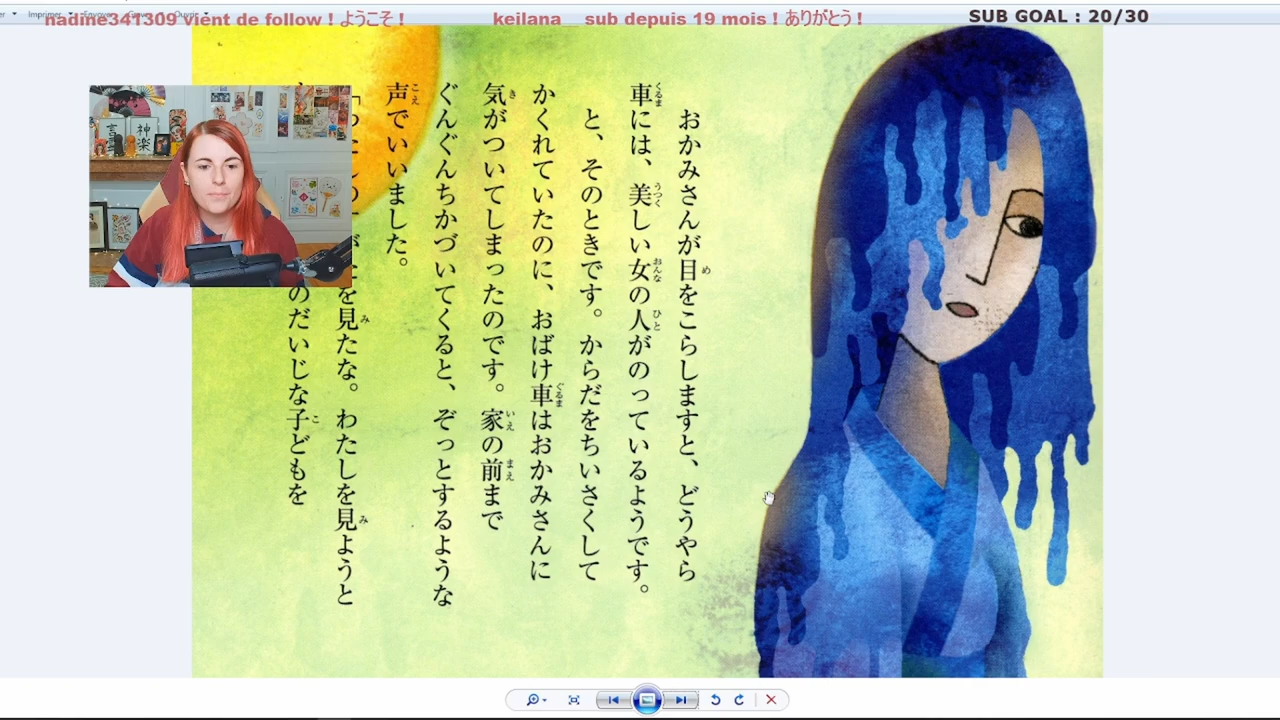 Imprimer
nadine341309 vient de follow ! ようこそ !
keilana__ sub depuis 19 mois ! ありがとう !
SUB GOAL : 20/30
おかみさんが目をこらしますと、どうやら
車には、美しい女の人がのっているようです。
と、そのときです。からだをちいさくして
かくれていたのに、おばけ車はおかみさんに
気がついてしまったのです。家の前まで
ぐんぐんちかづいてくると、ぞっとするような
声でいいました。
を見たな。わたしを見ようと
のだいじな子どもを
言
神楽